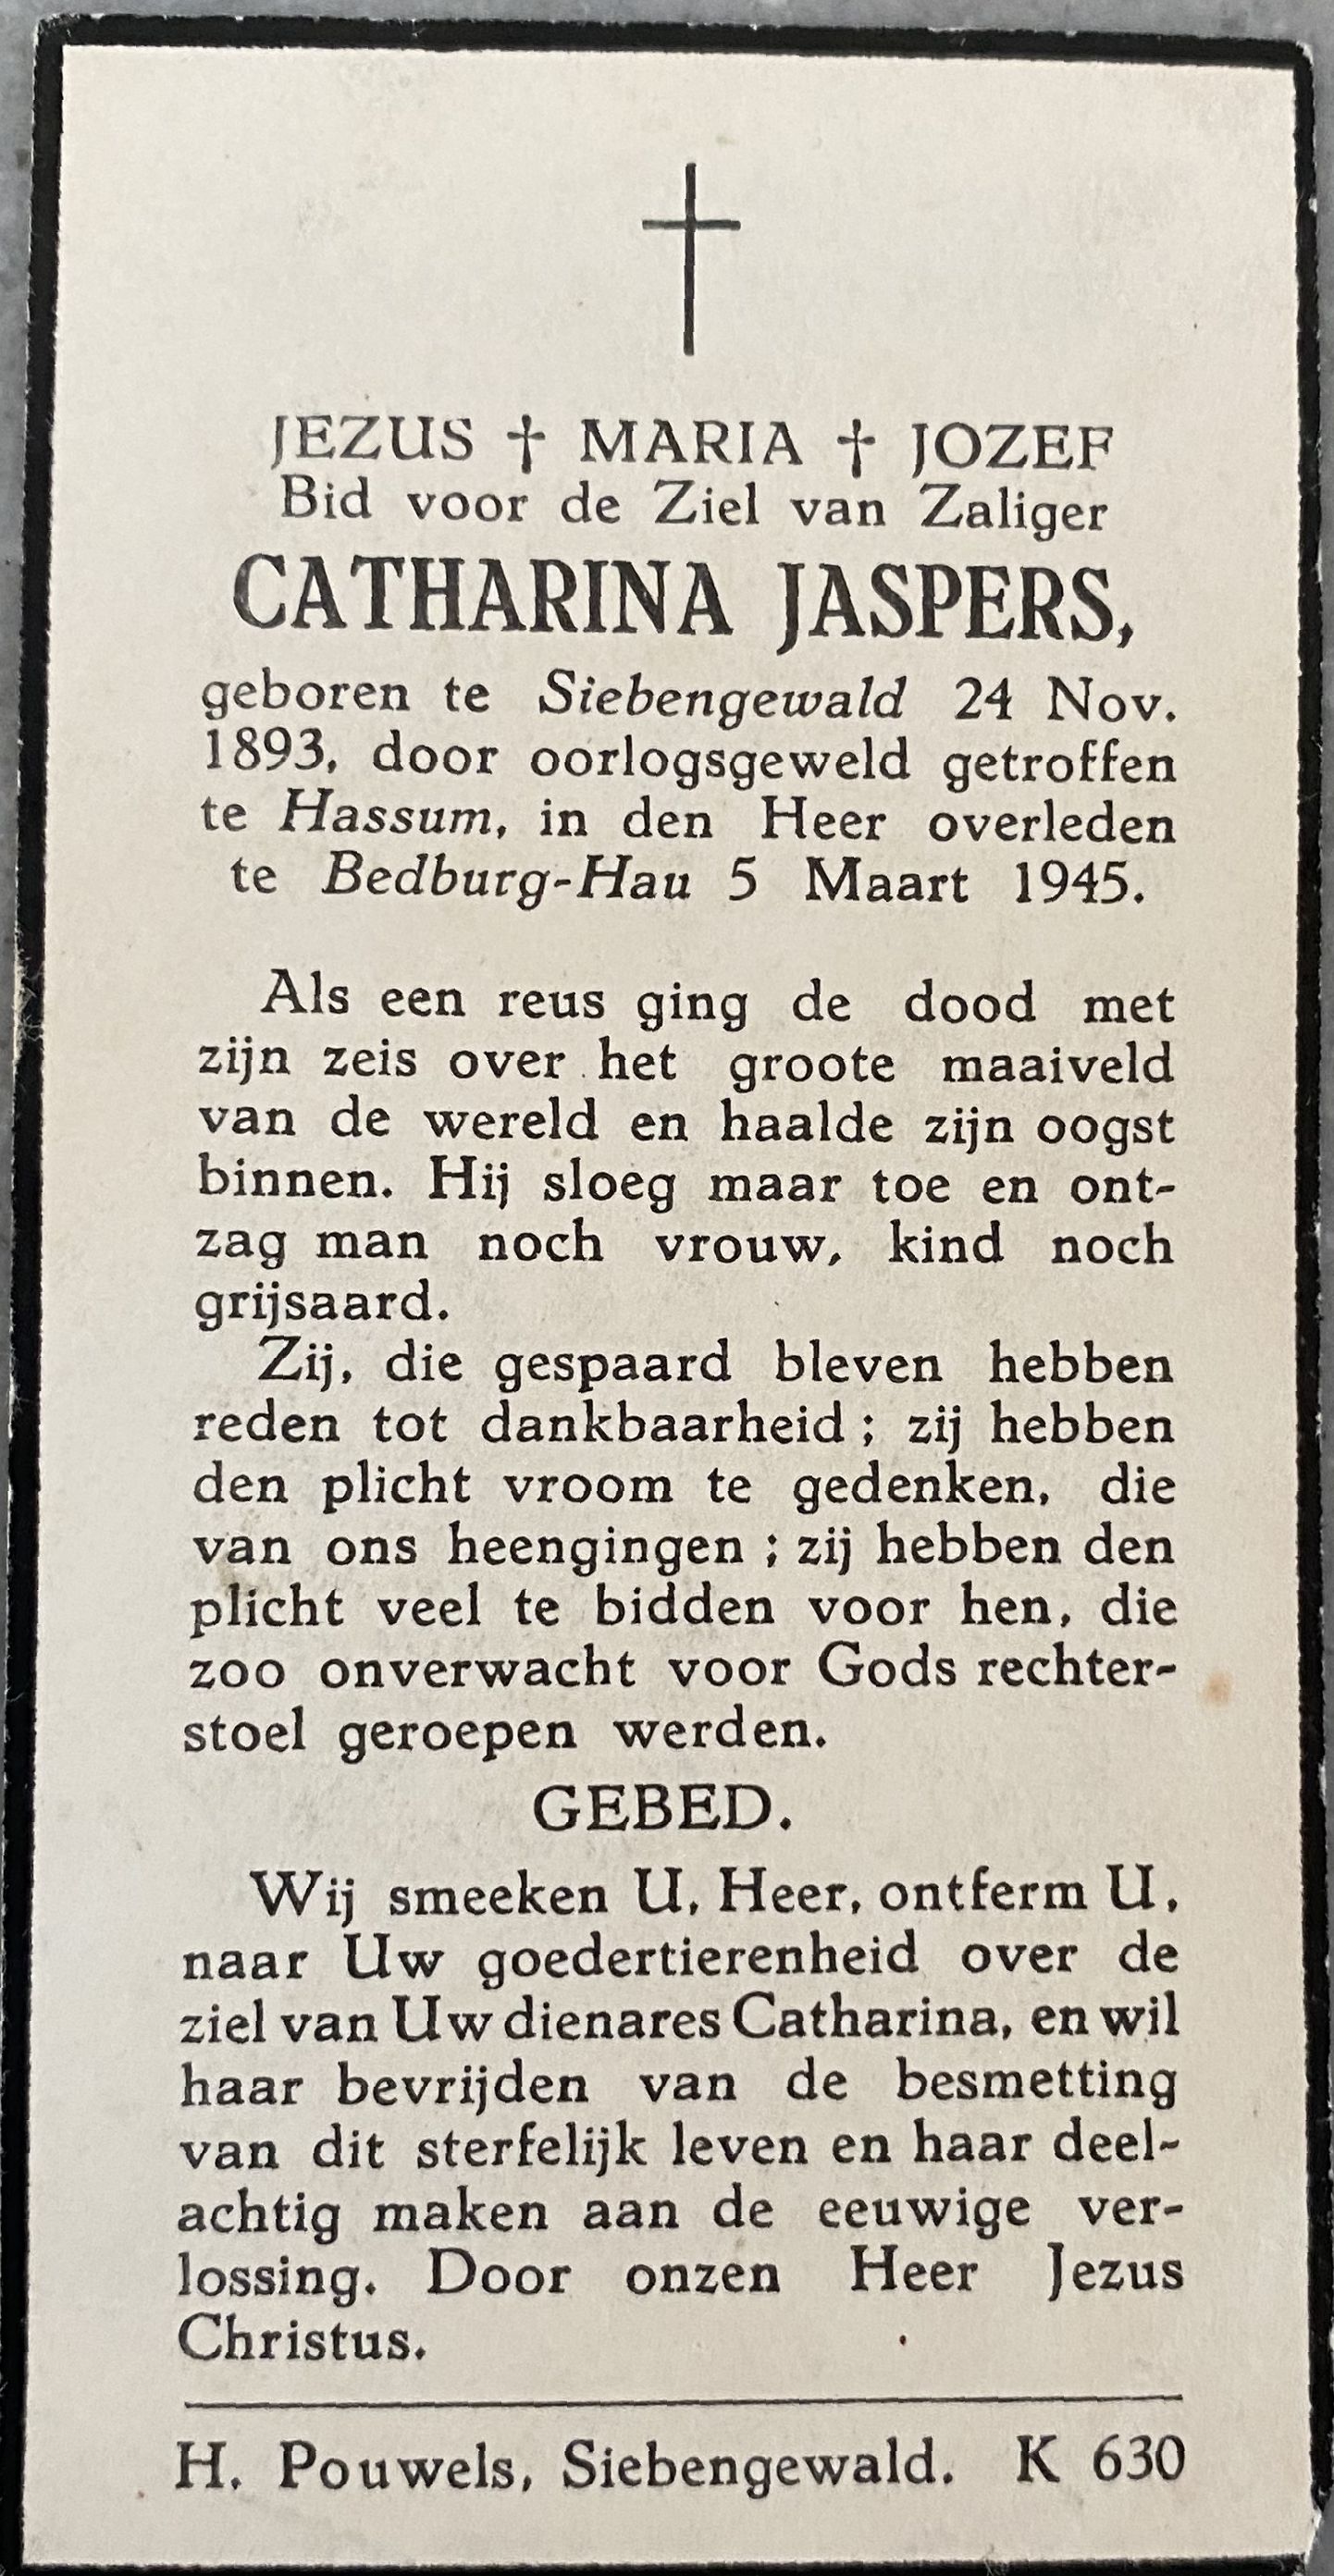 JEZUS † MARIA † JOZEF
Bid voor de Ziel van Zaliger
CATHARINA JASPERS,
geboren te Siebengewald 24 Nov.
1893, door oorlogsgeweld getroffen
te Hassum, in den Heer overleden
te Bedburg-Hau 5 Maart 1945.
Als een reus ging de dood met
zijn zeis over het groote maaiveld
van de wereld en haalde zijn oogst
binnen. Hij sloeg maar toe en ont-
zag man noch vrouw, kind noch
grijsaard.
Zij, die gespaard bleven hebben
reden tot dankbaarheid ; zij hebben
den plicht vroom te gedenken, die
van ons heengingen ; zij hebben den
plicht veel te bidden voor hen, die
zoo onverwacht voor Gods rechter-
stoel geroepen werden.
GEBED.
Wij smeeken U, Heer, ontferm U,
naar Uw goedertierenheid over de
ziel van Uw dienares Catharina, en wil
haar bevrijden van de besmetting
van dit sterfelijk leven en haar deel-
achtig maken aan de eeuwige ver-
lossing. Door onzen Heer Jezus
Christus.
H. Pouwels, Siebengewald. K 630